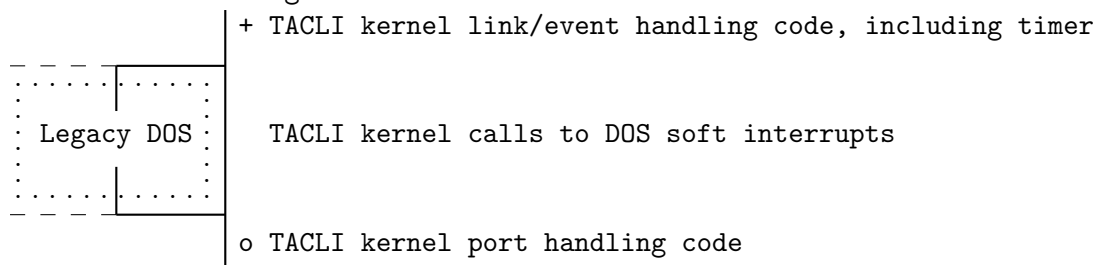 + TACLI kernel link/event handling code, including timer
Legacy DOS
TACLI kernel calls to DOS soft interrupts
o TACLI kernel port handling code